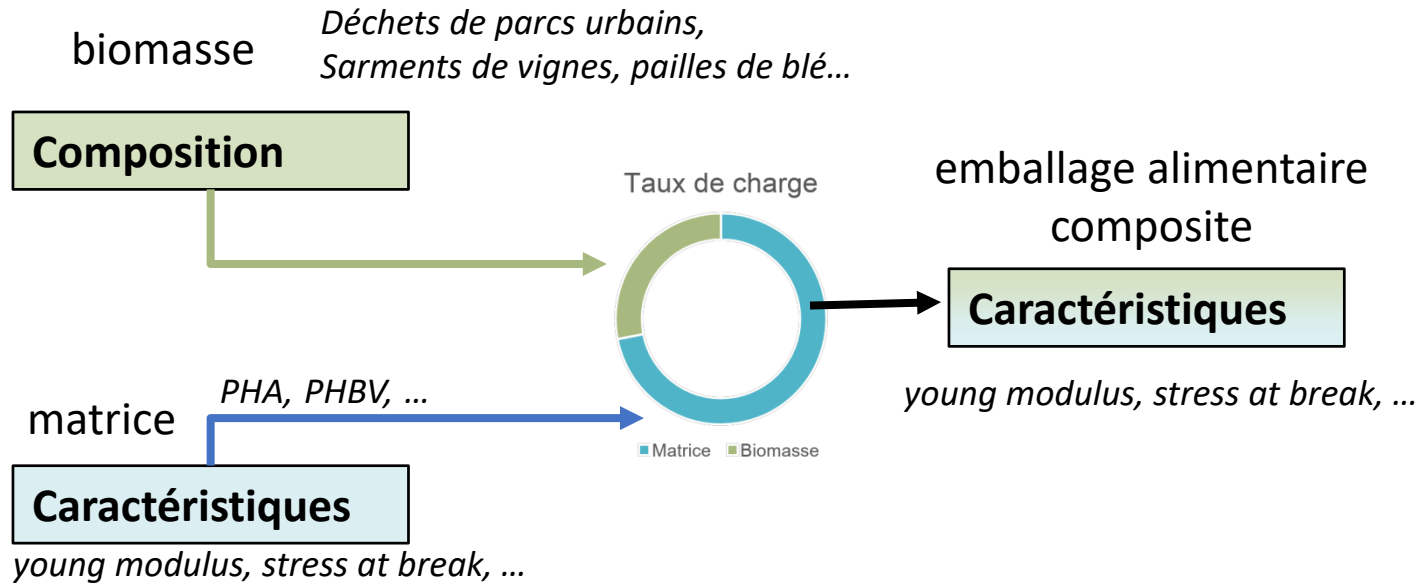 biomasse
Déchets de parcs urbains,
Sarments de vignes, pailles de blé…
Composition
Taux de charge
emballage alimentaire
composite
Caractéristiques
young modulus, stress at break, …
PHA, PHBV, …
matrice
Matrice Biomasse
Caractéristiques
young modulus, stress at break, …